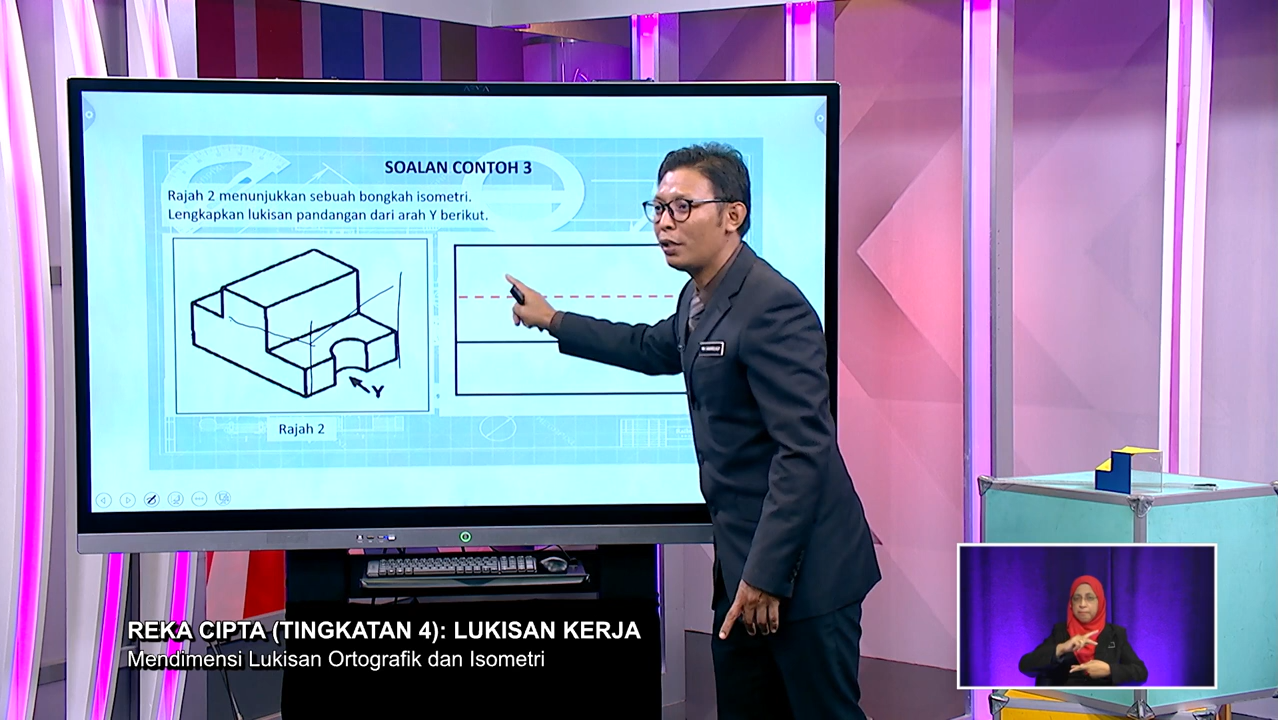 SOALAN CONTOH 3
Rajah 2 menunjukkan sebuah bongkah isometri.
Lengkapkan lukisan pandangan dari arah Y berikut.
Y
Rajah 2
REKA CIPTA (TINGKATAN 4): LUKISAN KERJA
Mendimensi Lukisan Ortografik dan Isometri